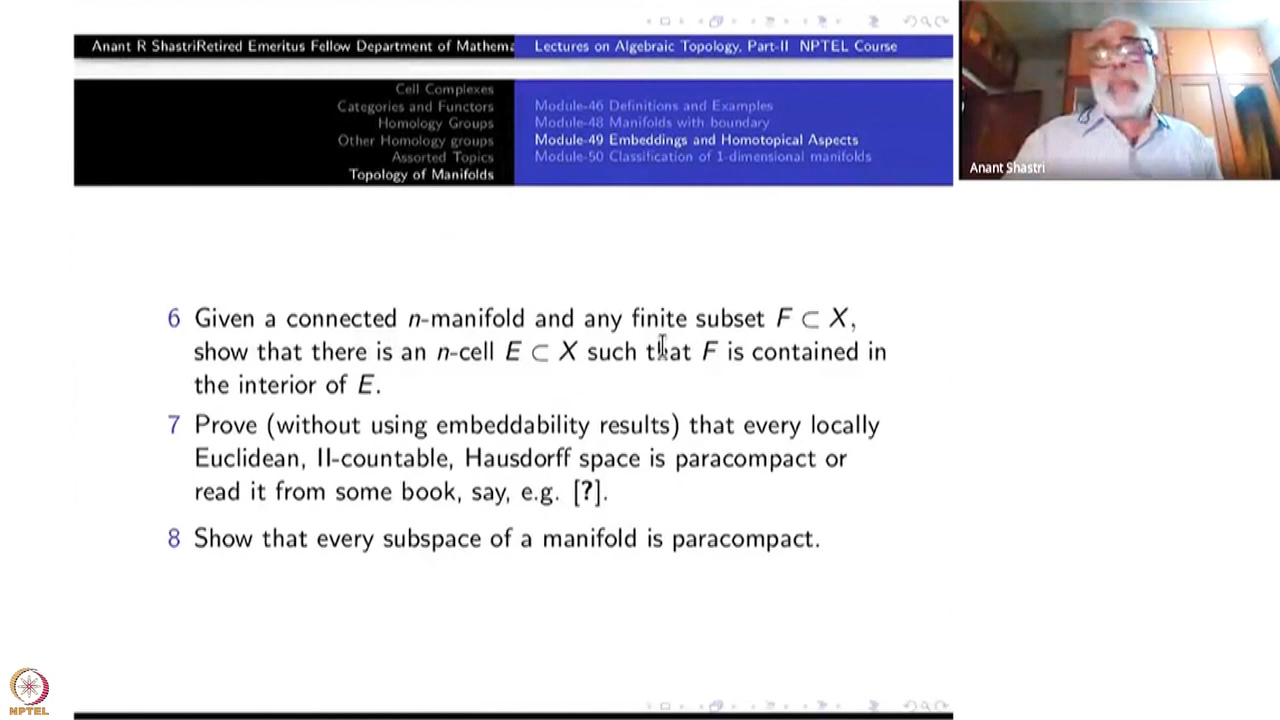 Anant R ShastriRetired Emeritus Fellow Department of Mathema
Lectures on Algebraic Topology, Part-II NPTEL Course
Cell Complexes
Categories and Functors
Homology Groups
Other Homology groups
Assorted Topics
Topology of Manifolds
Module-46 Definitions and Examples
Module-48 Manifolds with boundary
Module-49 Embeddings and Homotopical Aspects
Module-50 Classification of 1-dimensional manifolds
Anant Shastri
6 Given a connected n-manifold and any finite subset F ⊂ X,
show that there is an n-cell E ⊂ X such that F is contained in
the interior of E.
7 Prove (without using embeddability results) that every locally
Euclidean, II-countable, Hausdorff space is paracompact or
read it from some book, say, e.g. [?].
8 Show that every subspace of a manifold is paracompact.
NPTEL